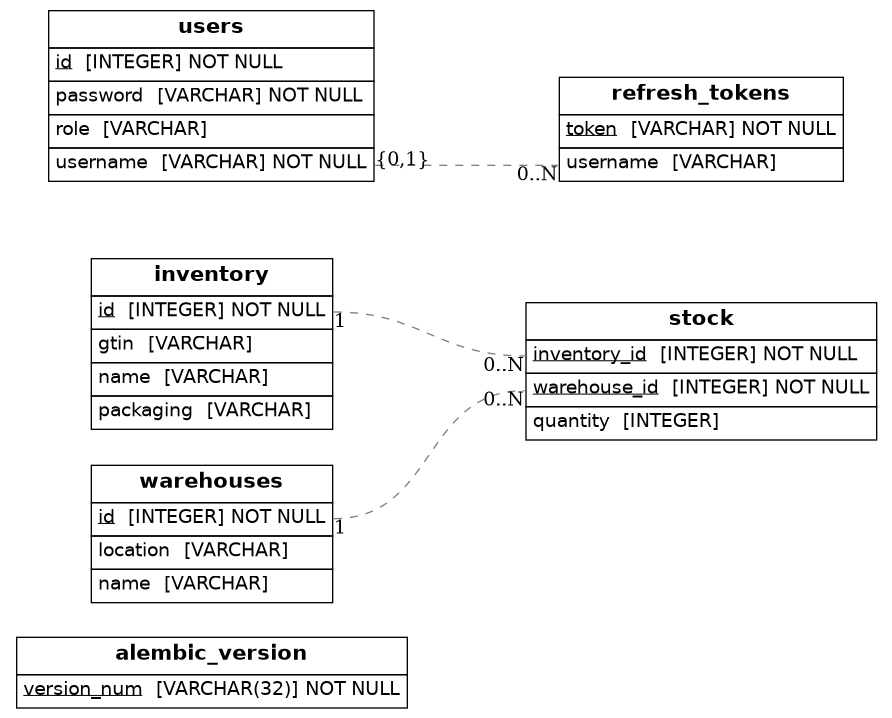 users
id [INTEGER] NOT NULL
password [VARCHAR] NOT NULL
role [VARCHAR]
username [VARCHAR] NOT NULL
{0,1}
0..N
refresh_tokens
token [VARCHAR] NOT NULL
username [VARCHAR]
inventory
id [INTEGER] NOT NULL
gtin [VARCHAR]
name [VARCHAR]
packaging [VARCHAR]
1
0..N
0..N
stock
inventory_id [INTEGER] NOT NULL
warehouse_id [INTEGER] NOT NULL
quantity [INTEGER]
warehouses
id [INTEGER] NOT NULL
location [VARCHAR]
name [VARCHAR]
1
alembic_version
version_num [VARCHAR(32)] NOT NULL